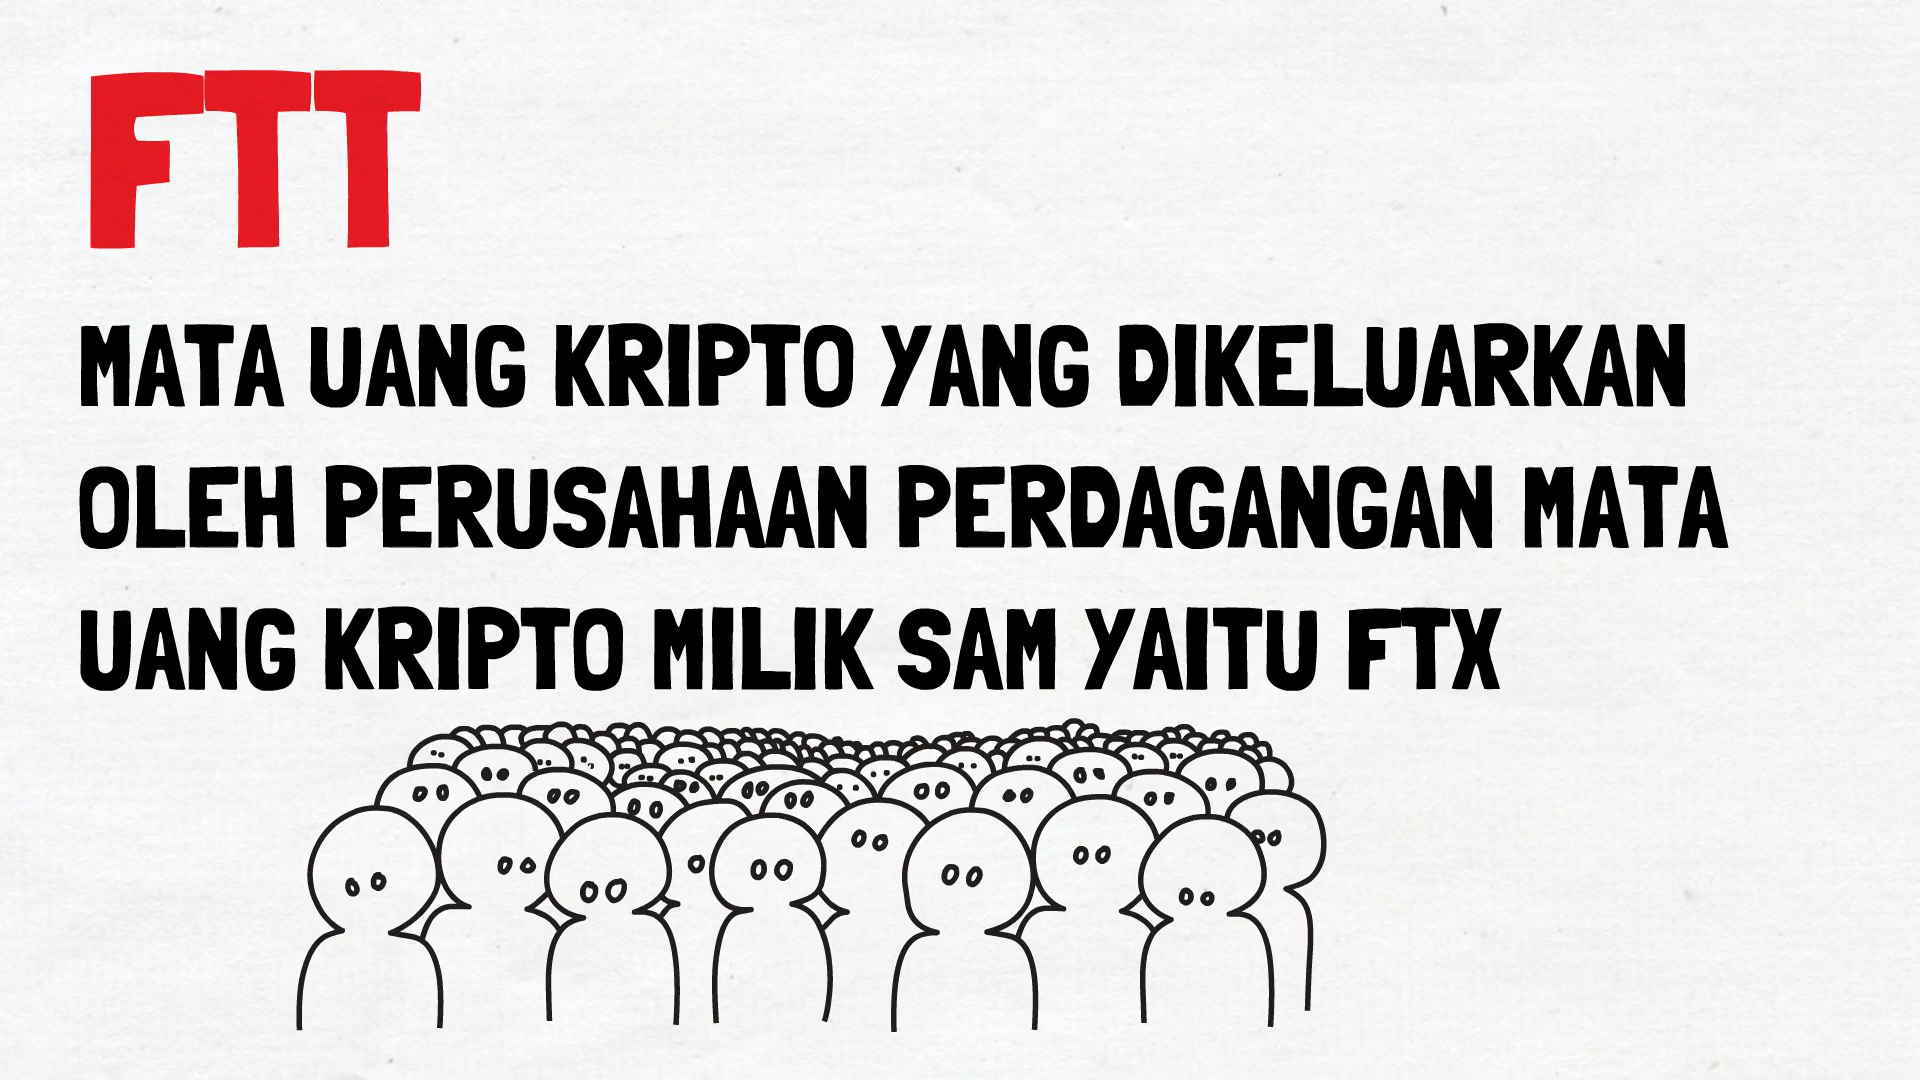 FTT
MATA UANG KRIPTO YANG DIKELUARKAN
OLEH PERUSAHAAN PERDAGANGAN MATA
UANG KRIPTO MILIK SAM YAITU FTX